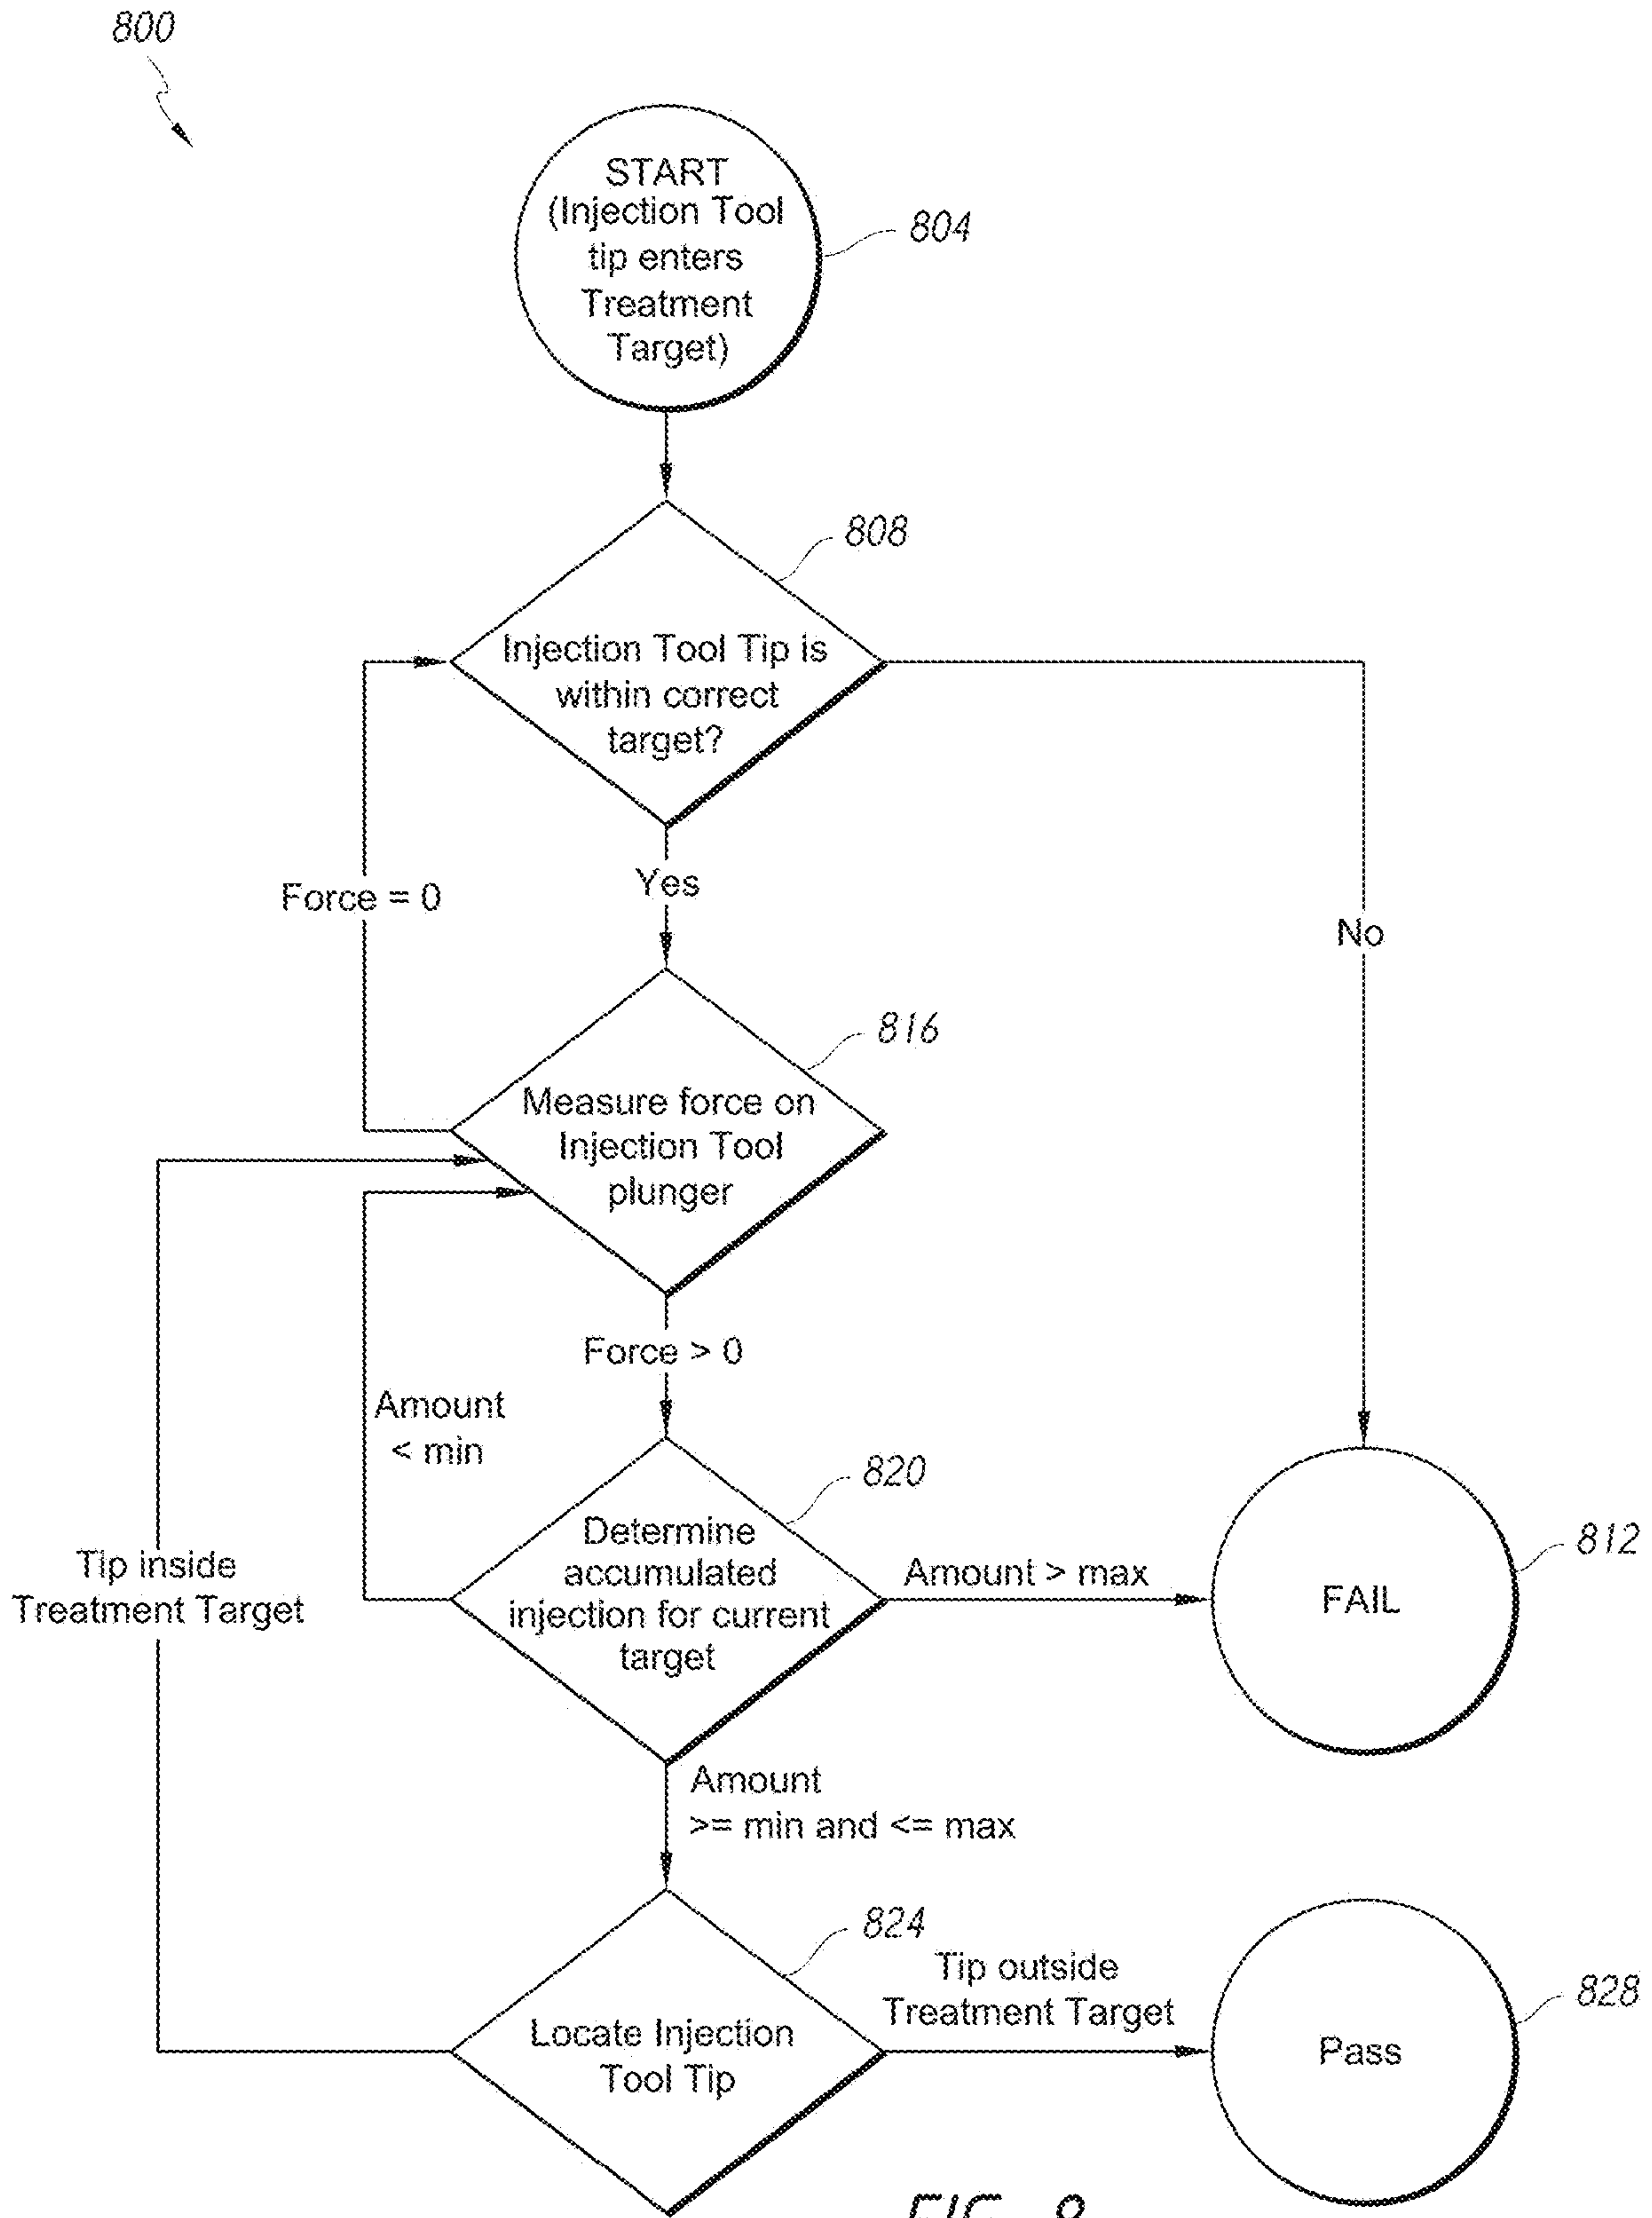 800
START
(Injection Tool
tip enters
Treatment
Target)
804
808
Injection Tool Tip is
within correct
target?
Force = 0
Yes
No
816
Measure force on
Injection Tool
plunger
Force > 0
Amount
< min
820
Determine
accumulated
injection for current
target
Amount > max
812
FAIL
Tip inside
Treatment Target
Amount
>= min and <= max
824
Locate Injection
Tool Tip
Tip outside
Treatment Target
828
Pass